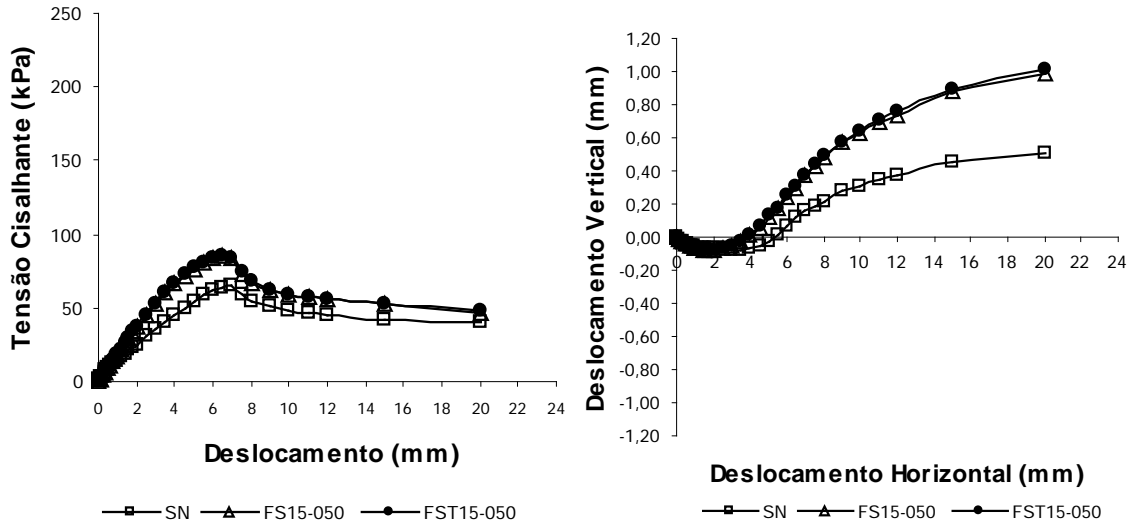 Tensão Cisalhante (kPa)
250
200
150
100
50
0
0 2 4 6 8 10 12 14 16 18 20 22 24
Deslocamento (mm)
SN FS15-050 FST15-050
Deslocamento Vertical (mm)
1,20
1,00
0,80
0,60
0,40
0,20
0,00
-0,20
-0,40
-0,60
-0,80
-1,00
-1,20
0 2 4 6 8 10 12 14 16 18 20 22 24
Deslocamento Horizontal (mm)
SN FS15-050 FST15-050